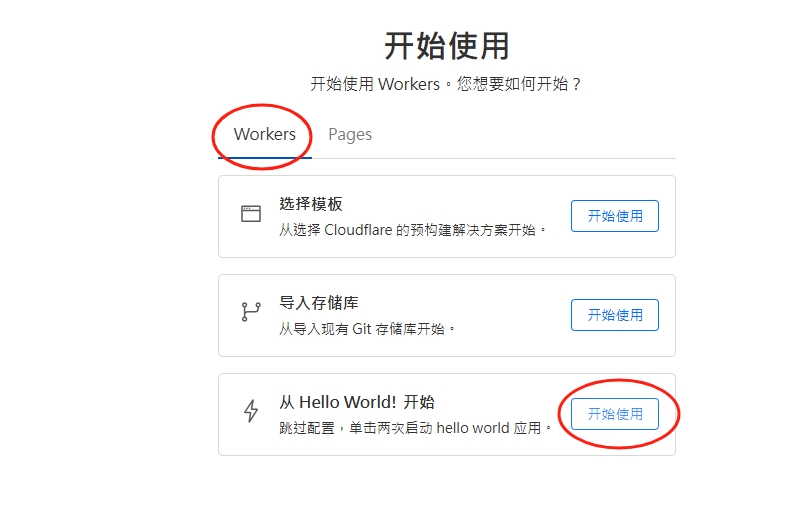 开始使用
开始使用 Workers。您想要如何开始？
Workers
Pages
选择模板
从选择 Cloudflare 的预构建解决方案开始。
开始使用
导入存储库
从导入现有 Git 存储库开始。
开始使用
从 Hello World! 开始
跳过配置，单击两次启动 hello world 应用。
开始使用